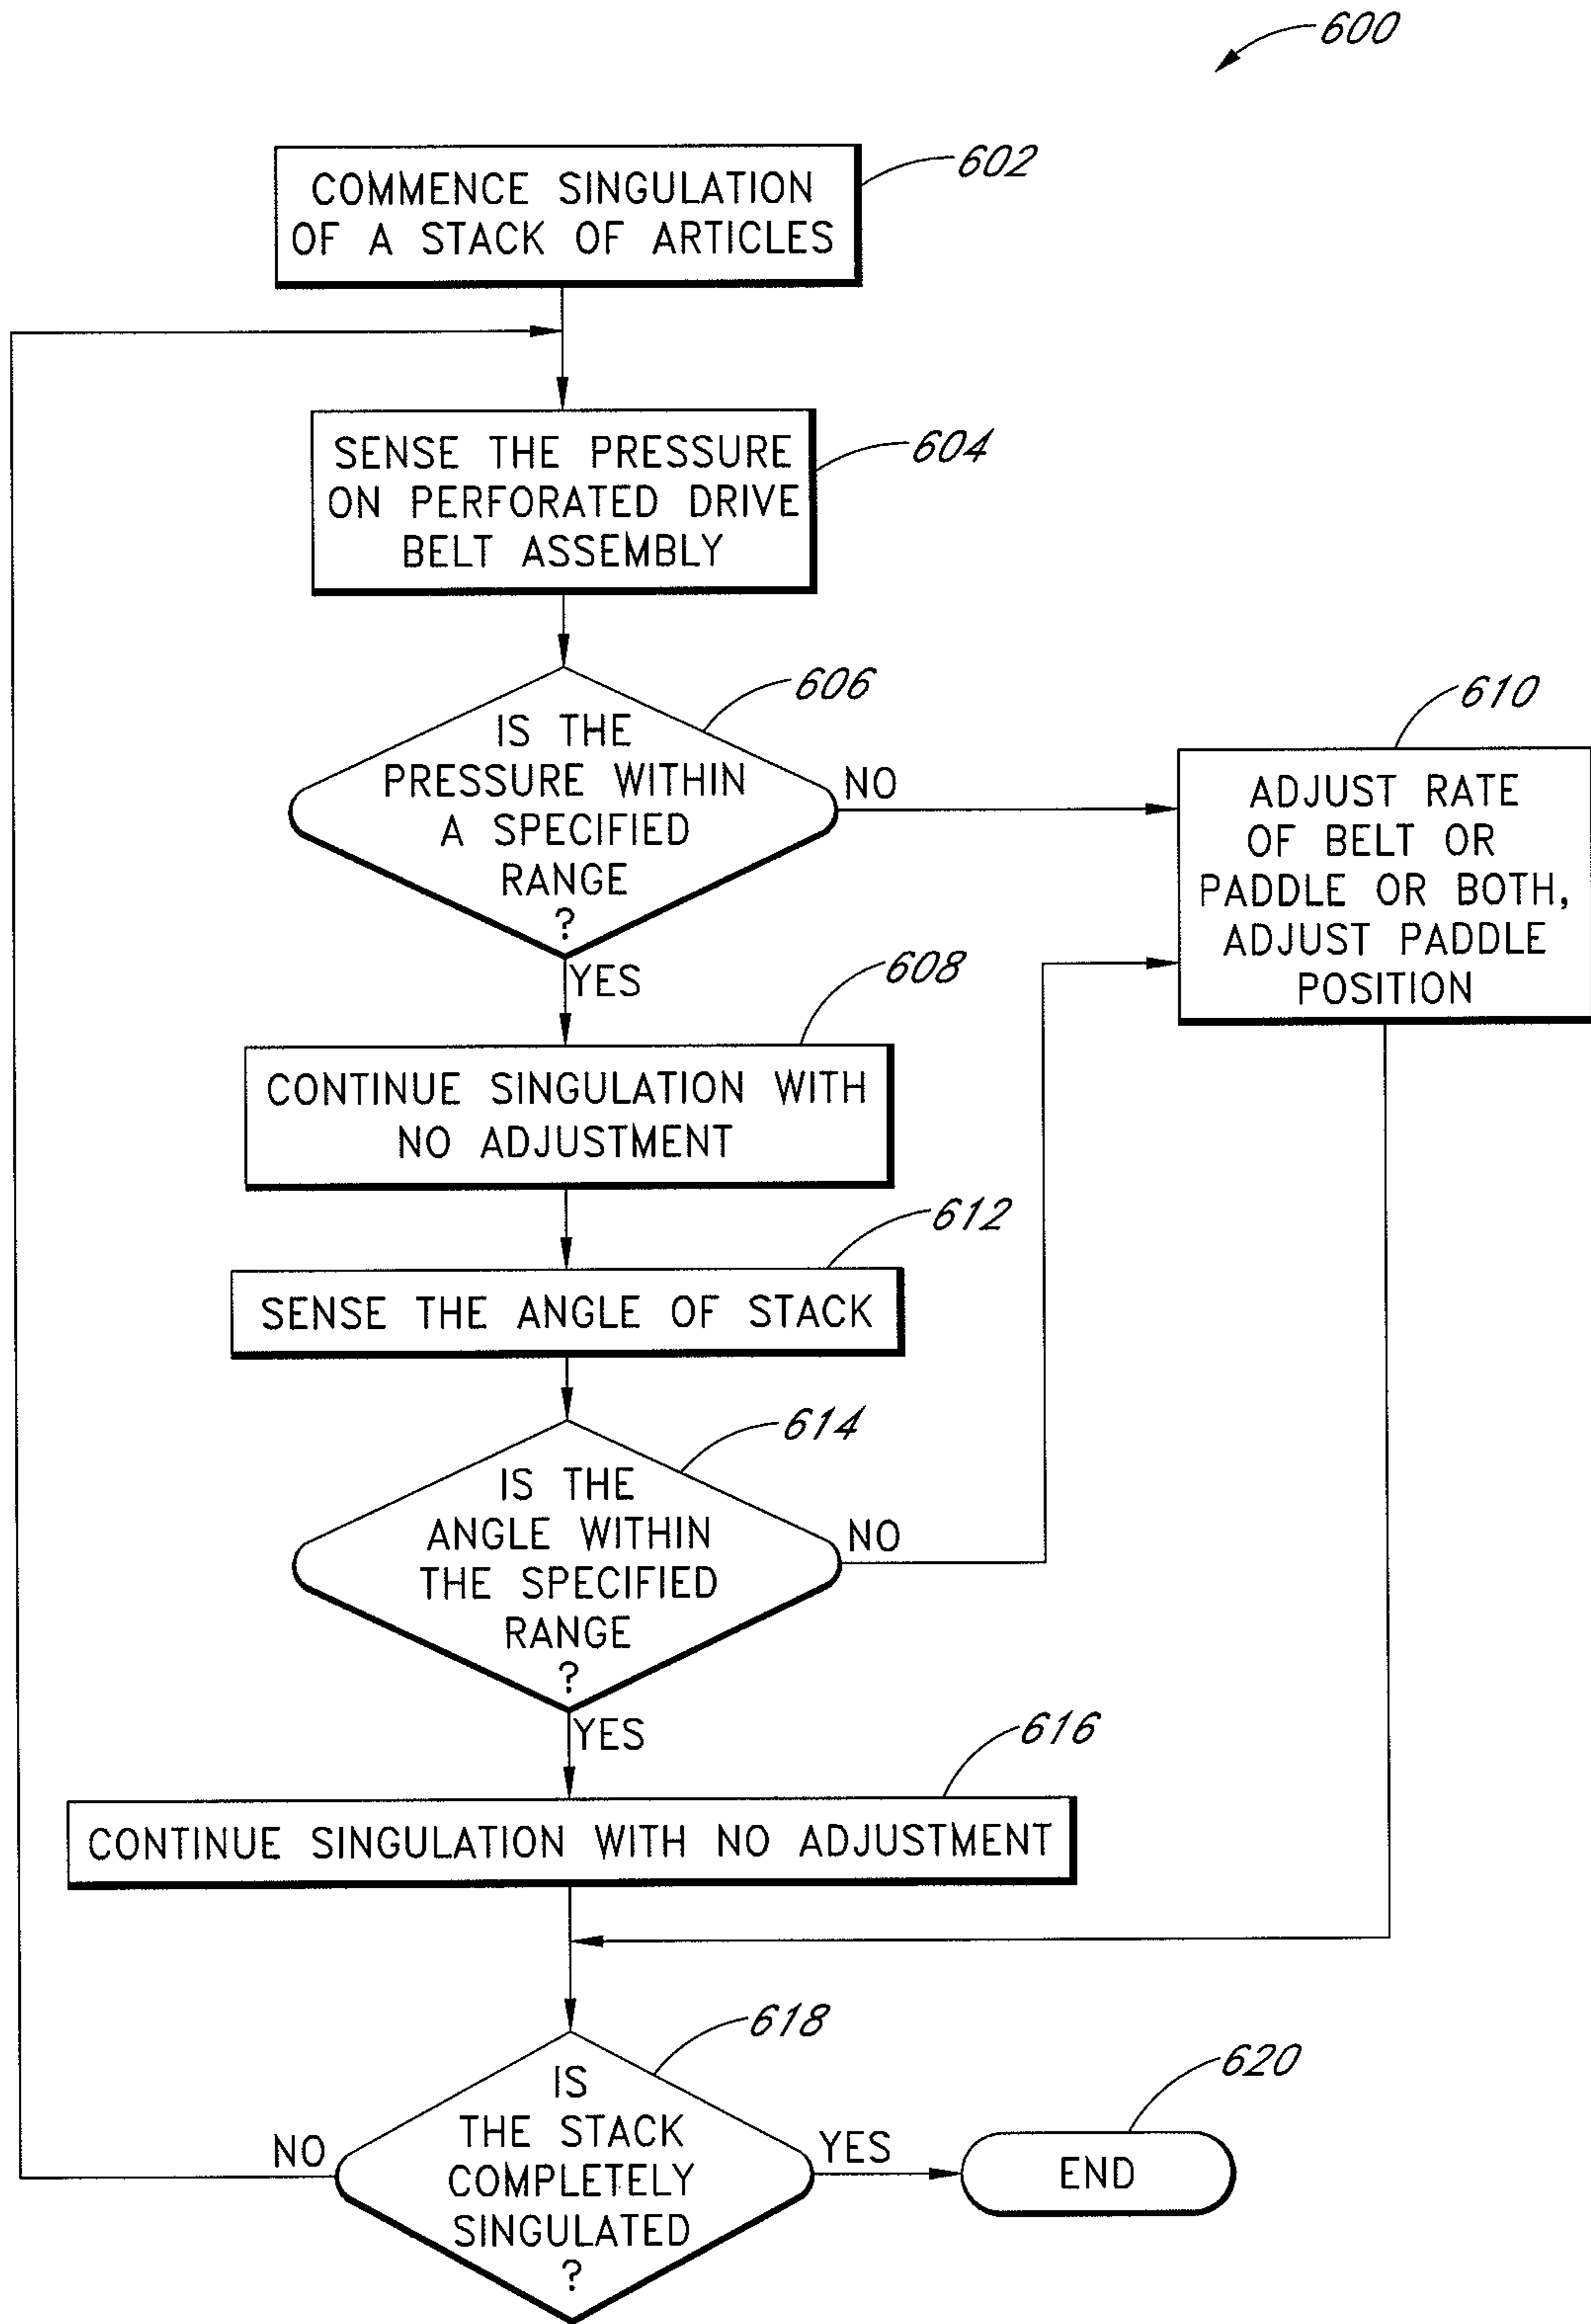 600
COMMENCE SINGULATION
OF A STACK OF ARTICLES
602
SENSE THE PRESSURE
ON PERFORATED DRIVE
BELT ASSEMBLY
604
IS THE
PRESSURE WITHIN
A SPECIFIED
RANGE
?
606
NO
YES
610
ADJUST RATE
OF BELT OR
PADDLE OR BOTH,
ADJUST PADDLE
POSITION
608
CONTINUE SINGULATION WITH
NO ADJUSTMENT
612
SENSE THE ANGLE OF STACK
614
IS THE
ANGLE WITHIN
THE SPECIFIED
RANGE
?
NO
YES
616
CONTINUE SINGULATION WITH NO ADJUSTMENT
618
IS
THE STACK
COMPLETELY
SINGULATED
?
NO
YES
620
END